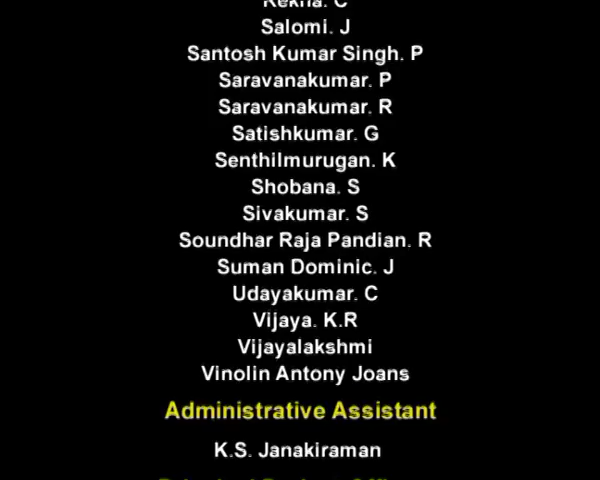 Rekha. C
Salomi. J
Santosh Kumar Singh. P
Saravanakumar. P
Saravanakumar. R
Satishkumar. G
Senthilmurugan. K
Shobana. S
Sivakumar. S
Soundhar Raja Pandian. R
Suman Dominic. J
Udayakumar. C
Vijaya. K.R
Vijayalakshmi
Vinolin Antony Joans
Administrative Assistant
K.S. Janakiraman